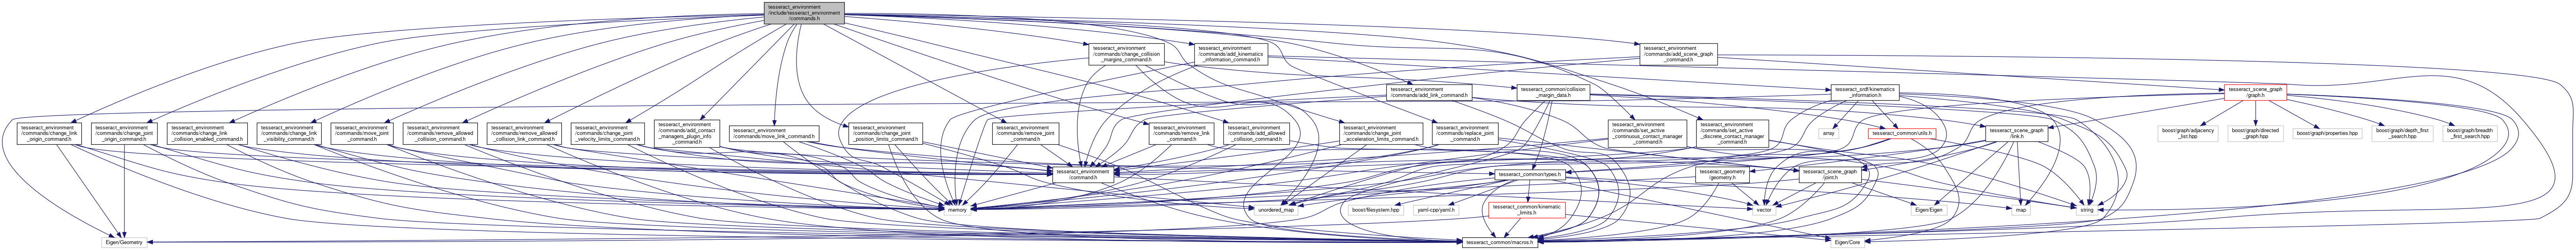 tesseract_environment
/include/tesseract_environment
/commands.h
tesseract_environment
/commands/change_collision
_margins_command.h
tesseract_environment
/commands/add_kinematics
_information_command.h
tesseract_environment
/commands/add_scene_graph
_command.h
tesseract_environment
/commands/add_link_command.h
tesseract_common/collision
_margin_data.h
tesseract_srdf/kinematics
_information.h
tesseract_scene_graph
/graph.h
tesseract_environment
/commands/change_link
_origin_command.h
tesseract_environment
/commands/change_joint
_origin_command.h
tesseract_environment
/commands/change_link
_collision_enabled_command.h
tesseract_environment
/commands/change_link
_visibility_command.h
tesseract_environment
/commands/move_joint
_command.h
tesseract_environment
/commands/remove_allowed
_collision_command.h
tesseract_environment
/commands/remove_allowed
_collision_link_command.h
tesseract_environment
/commands/change_joint
_velocity_limits_command.h
tesseract_environment
/commands/add_contact
_managers_plugin_info
_command.h
tesseract_environment
/commands/move_link_command.h
tesseract_environment
/commands/change_joint
_position_limits_command.h
tesseract_environment
/commands/remove_joint
_command.h
tesseract_environment
/commands/remove_link
_command.h
tesseract_environment
/commands/add_allowed
_collision_command.h
tesseract_environment
/commands/change_joint
_acceleration_limits_command.h
tesseract_environment
/commands/replace_joint
_command.h
tesseract_environment
/commands/set_active
_continuous_contact_manager
_command.h
tesseract_environment
/commands/set_active
_discrete_contact_manager
_command.h
array
tesseract_common/utils.h
tesseract_scene_graph
/link.h
boost/graph/adjacency
_list.hpp
boost/graph/directed
_graph.hpp
boost/graph/properties.hpp
boost/graph/depth_first
_search.hpp
boost/graph/breadth
_first_search.hpp
tesseract_environment
/command.h
tesseract_common/types.h
tesseract_geometry
/geometry.h
tesseract_scene_graph
/joint.h
memory
unordered_map
boost/filesystem.hpp
yaml-cpp/yaml.h
tesseract_common/kinematic
_limits.h
vector
Eigen/Eigen
map
string
Eigen/Geometry
tesseract_common/macros.h
Eigen/Core